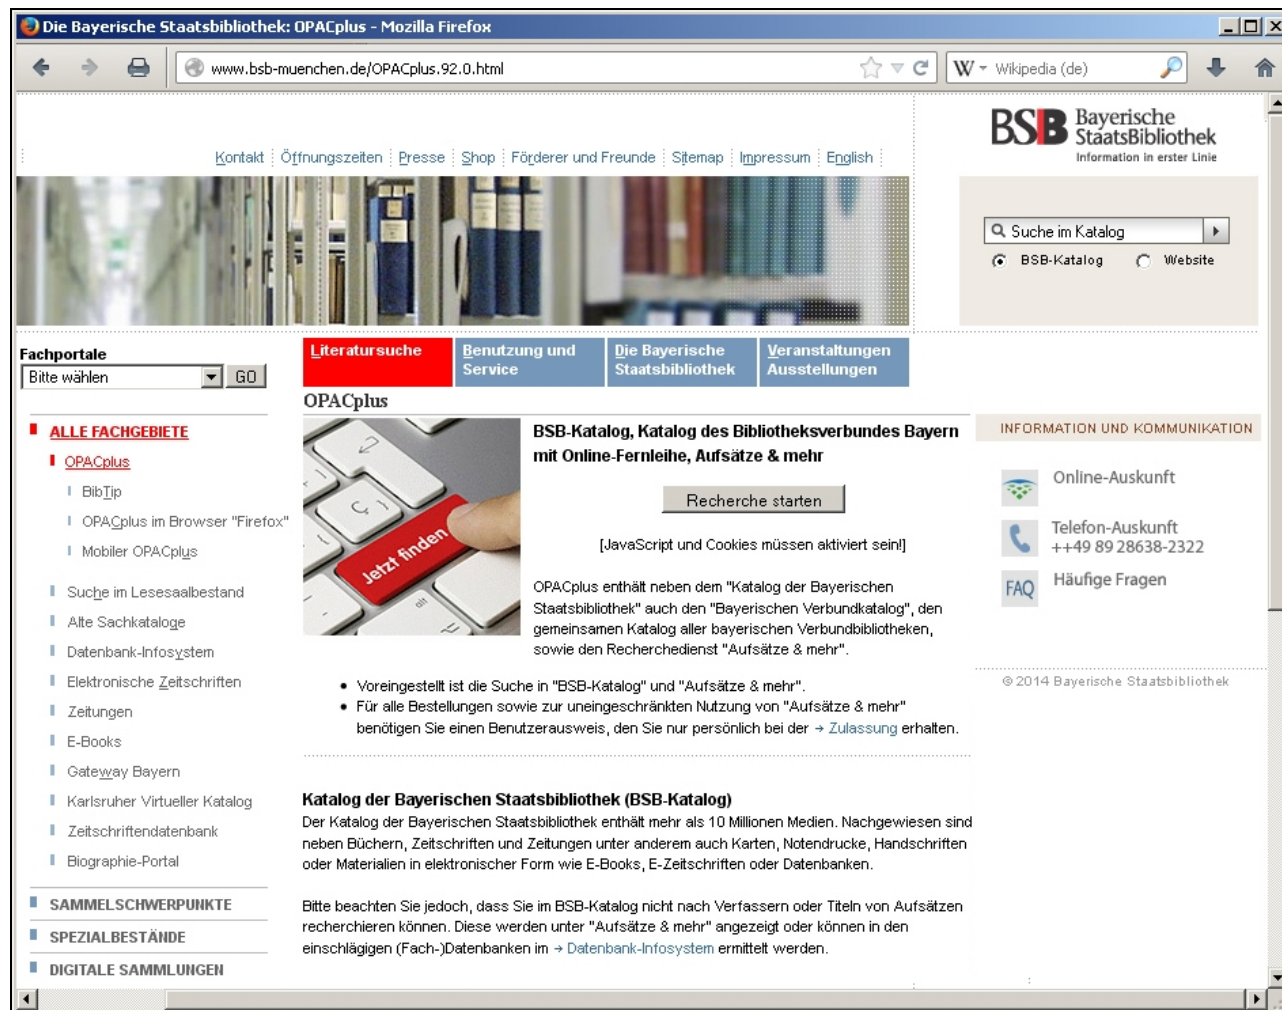 Die Bayerische Staatsbibliothek: OPACplus - Mozilla Firefox
www.bsb-muenchen.de/OPACplus.92.0.html
W Wikipedia (de)
BSB Bayerische
StaatsBibliothek
Information in erster Linie
Kontakt Öffnungszeiten Presse Shop Förderer und Freunde Sitemap Impressum English
Suche im Katalog
BSB-Katalog Website
Fachportale
Bitte wählen GO
Literatursuche
Benutzung und
Service
Die Bayerische
Staatsbibliothek
Veranstaltungen
Ausstellungen
ALLE FACHGEBIETE
OPACplus
BibTip
OPACplus im Browser "Firefox"
Mobiler OPACplus
Suche im Lesesaalbestand
Alte Sachkataloge
Datenbank-Infosystem
Elektronische Zeitschriften
Zeitungen
E-Books
Gateway Bayern
Karlsruher Virtueller Katalog
Zeitschriftendatenbank
Biographie-Portal
SAMMELSCHWERPUNKTE
SPEZIALBESTÄNDE
DIGITALE SAMMLUNGEN
OPACplus
Jetzt finden
alt
BSB-Katalog, Katalog des Bibliotheksverbundes Bayern
mit Online-Fernleihe, Aufsätze & mehr
Recherche starten
[JavaScript und Cookies müssen aktiviert sein!]
OPACplus enthält neben dem "Katalog der Bayerischen
Staatsbibliothek" auch den "Bayerischen Verbundkatalog", den
gemeinsamen Katalog aller bayerischen Verbundbibliotheken,
sowie den Recherchedienst "Aufsätze & mehr".
• Voreingestellt ist die Suche in "BSB-Katalog" und "Aufsätze & mehr".
• Für alle Bestellungen sowie zur uneingeschränkten Nutzung von "Aufsätze & mehr"
benötigen Sie einen Benutzerausweis, den Sie nur persönlich bei der → Zulassung erhalten.
Katalog der Bayerischen Staatsbibliothek (BSB-Katalog)
Der Katalog der Bayerischen Staatsbibliothek enthält mehr als 10 Millionen Medien. Nachgewiesen sind
neben Büchern, Zeitschriften und Zeitungen unter anderem auch Karten, Notendrucke, Handschriften
oder Materialien in elektronischer Form wie E-Books, E-Zeitschriften oder Datenbanken.
Bitte beachten Sie jedoch, dass Sie im BSB-Katalog nicht nach Verfassern oder Titeln von Aufsätzen
recherchieren können. Diese werden unter "Aufsätze & mehr" angezeigt oder können in den
einschlägigen (Fach-)Datenbanken im → Datenbank-Infosystem ermittelt werden.
INFORMATION UND KOMMUNIKATION
Online-Auskunft
Telefon-Auskunft
++49 89 28638-2322
FAQ Häufige Fragen
© 2014 Bayerische Staatsbibliothek